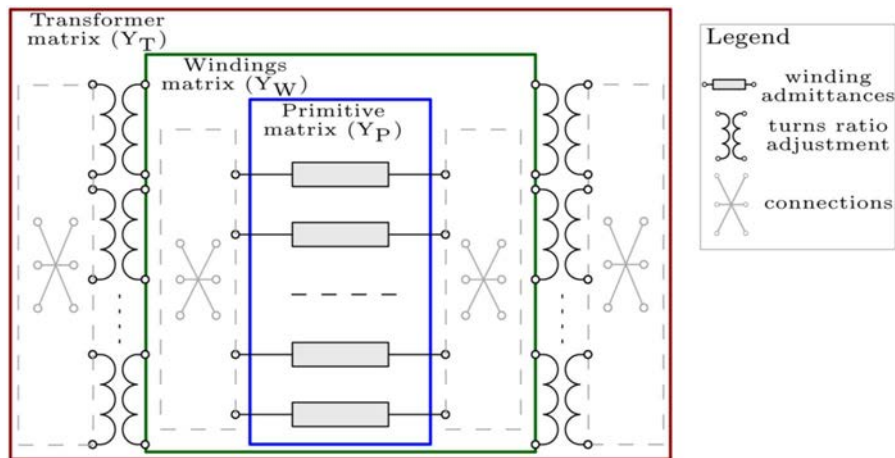 Transformer
matrix (YT)
Windings
matrix (YW)
Primitive
matrix (YP)
Legend
winding
admittances
turns ratio
adjustment
connections